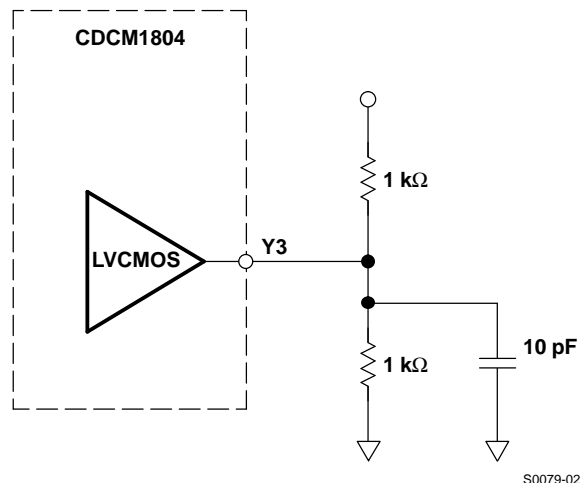 CDCM1804
1 kΩ
Y3
LVCMOS
10 pF
1 kΩ
S0079-02